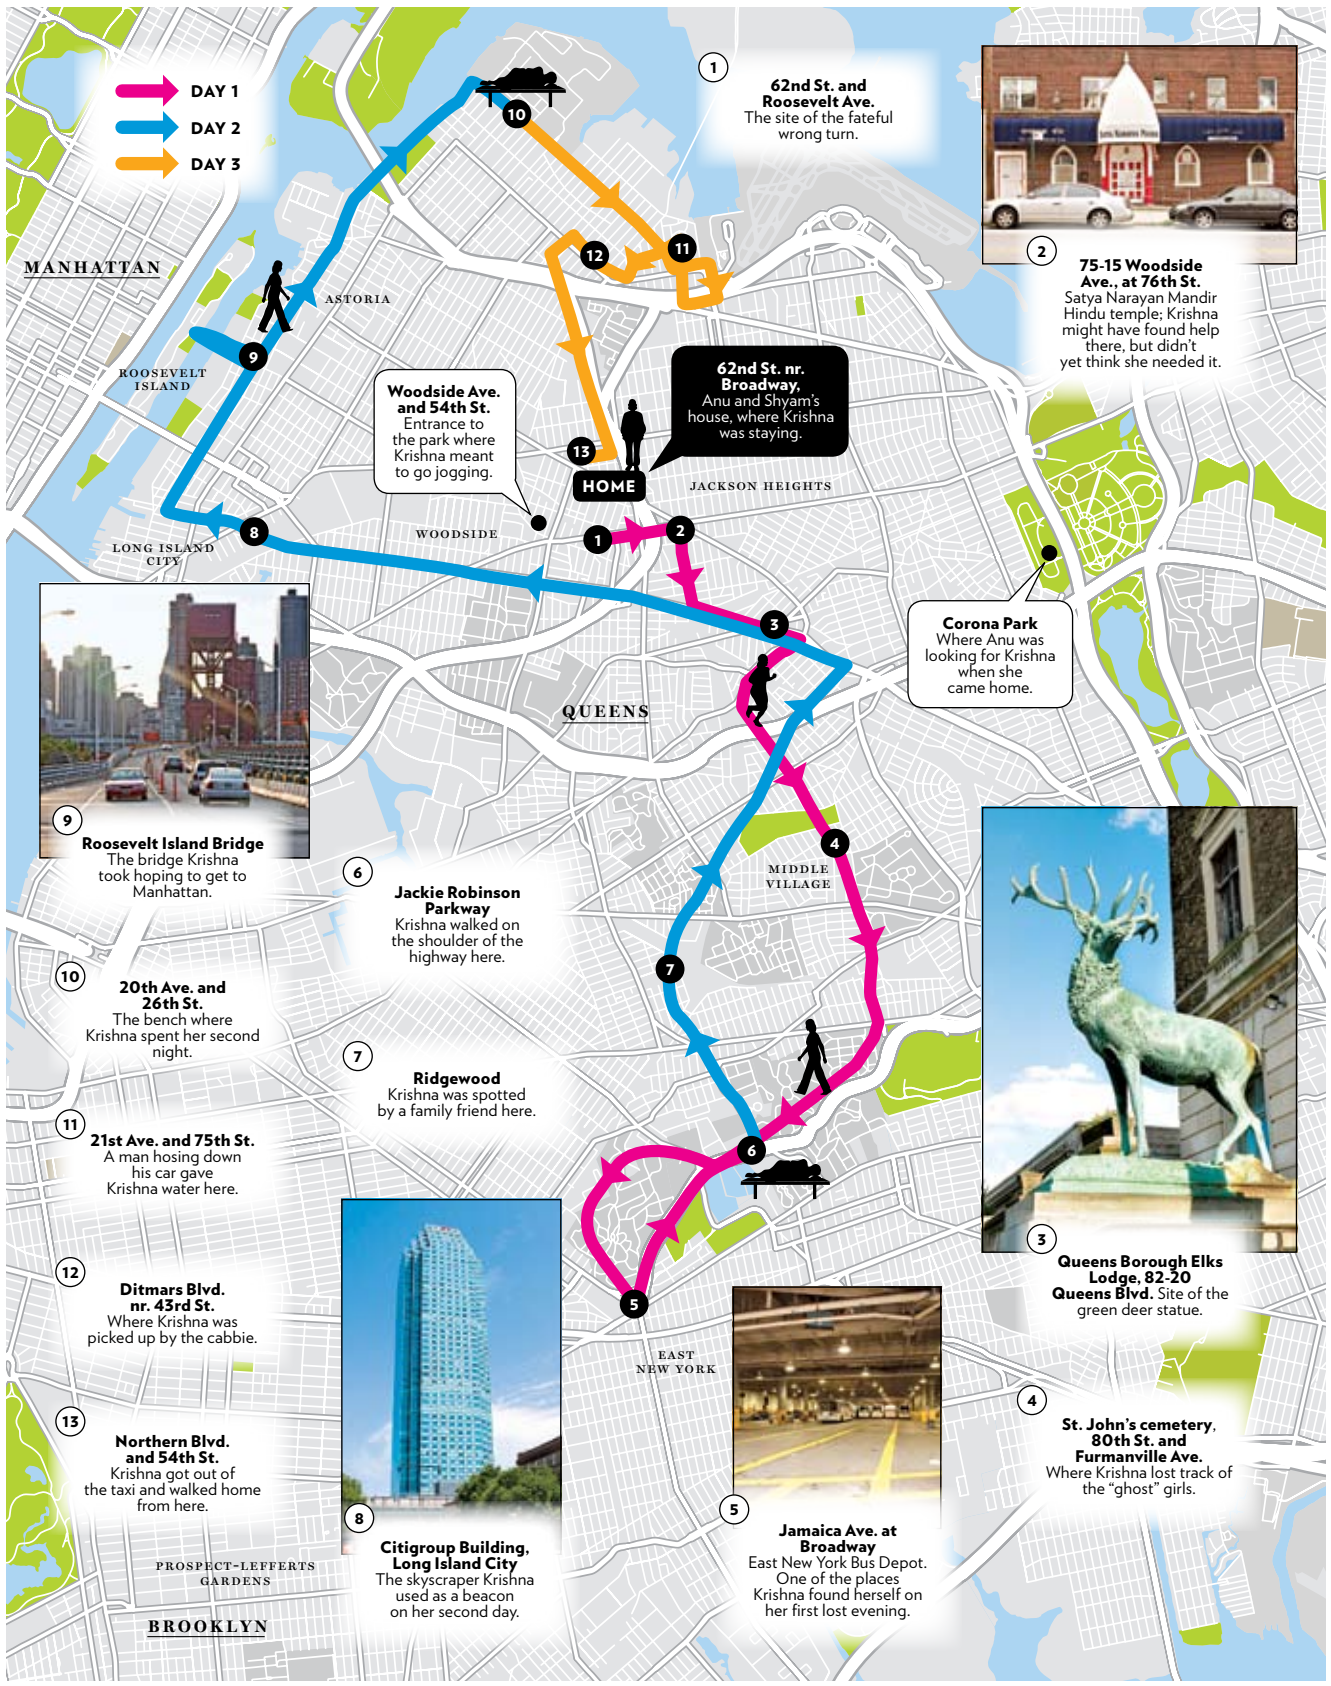 DAY 1
DAY 2
DAY 3
1
62nd St. and
Roosevelt Ave.
The site of the fateful
wrong turn.
2
75-15 Woodside
Ave., at 76th St.
Satya Narayan Mandir
Hindu temple; Krishna
might have found help
there, but didn't
yet think she needed it.
10
11
12
MANHATTAN
ASTORIA
9
ROOSEVELT
ISLAND
62nd St. nr.
Broadway,
Anu and Shyam's
house, where Krishna
was staying.
Woodside Ave.
and 54th St.
Entrance to
the park where
Krishna meant
to go jogging.
13
HOME
JACKSON HEIGHTS
WOODSIDE
1
2
8
LONG ISLAND
CITY
3
Corona Park
Where Anu was
looking for Krishna
when she
came home.
QUEENS
9
Roosevelt Island Bridge
The bridge Krishna
took hoping to get to
Manhattan.
4
MIDDLE
VILLAGE
6
Jackie Robinson
Parkway
Krishna walked on
the shoulder of the
highway here.
7
10
20th Ave. and
26th St.
The bench where
Krishna spent her second
night.
7
Ridgewood
Krishna was spotted
by a family friend here.
11
21st Ave. and 75th St.
A man hosing down
his car gave
Krishna water here.
6
5
EAST
NEW YORK
3
Queens Borough Elks
Lodge, 82-20
Queens Blvd. Site of the
green deer statue.
12
Ditmars Blvd.
nr. 43rd St.
Where Krishna was
picked up by the cabbie.
4
St. John's cemetery,
80th St. and
Furmanville Ave.
Where Krishna lost track of
the “ghost” girls.
13
Northern Blvd.
and 54th St.
Krishna got out of
the taxi and walked home
from here.
8
Citigroup Building,
Long Island City
The skyscraper Krishna
used as a beacon
on her second day.
5
Jamaica Ave. at
Broadway
East New York Bus Depot.
One of the places
Krishna found herself on
her first lost evening.
PROSPECT-LEFFERTS
GARDENS
BROOKLYN